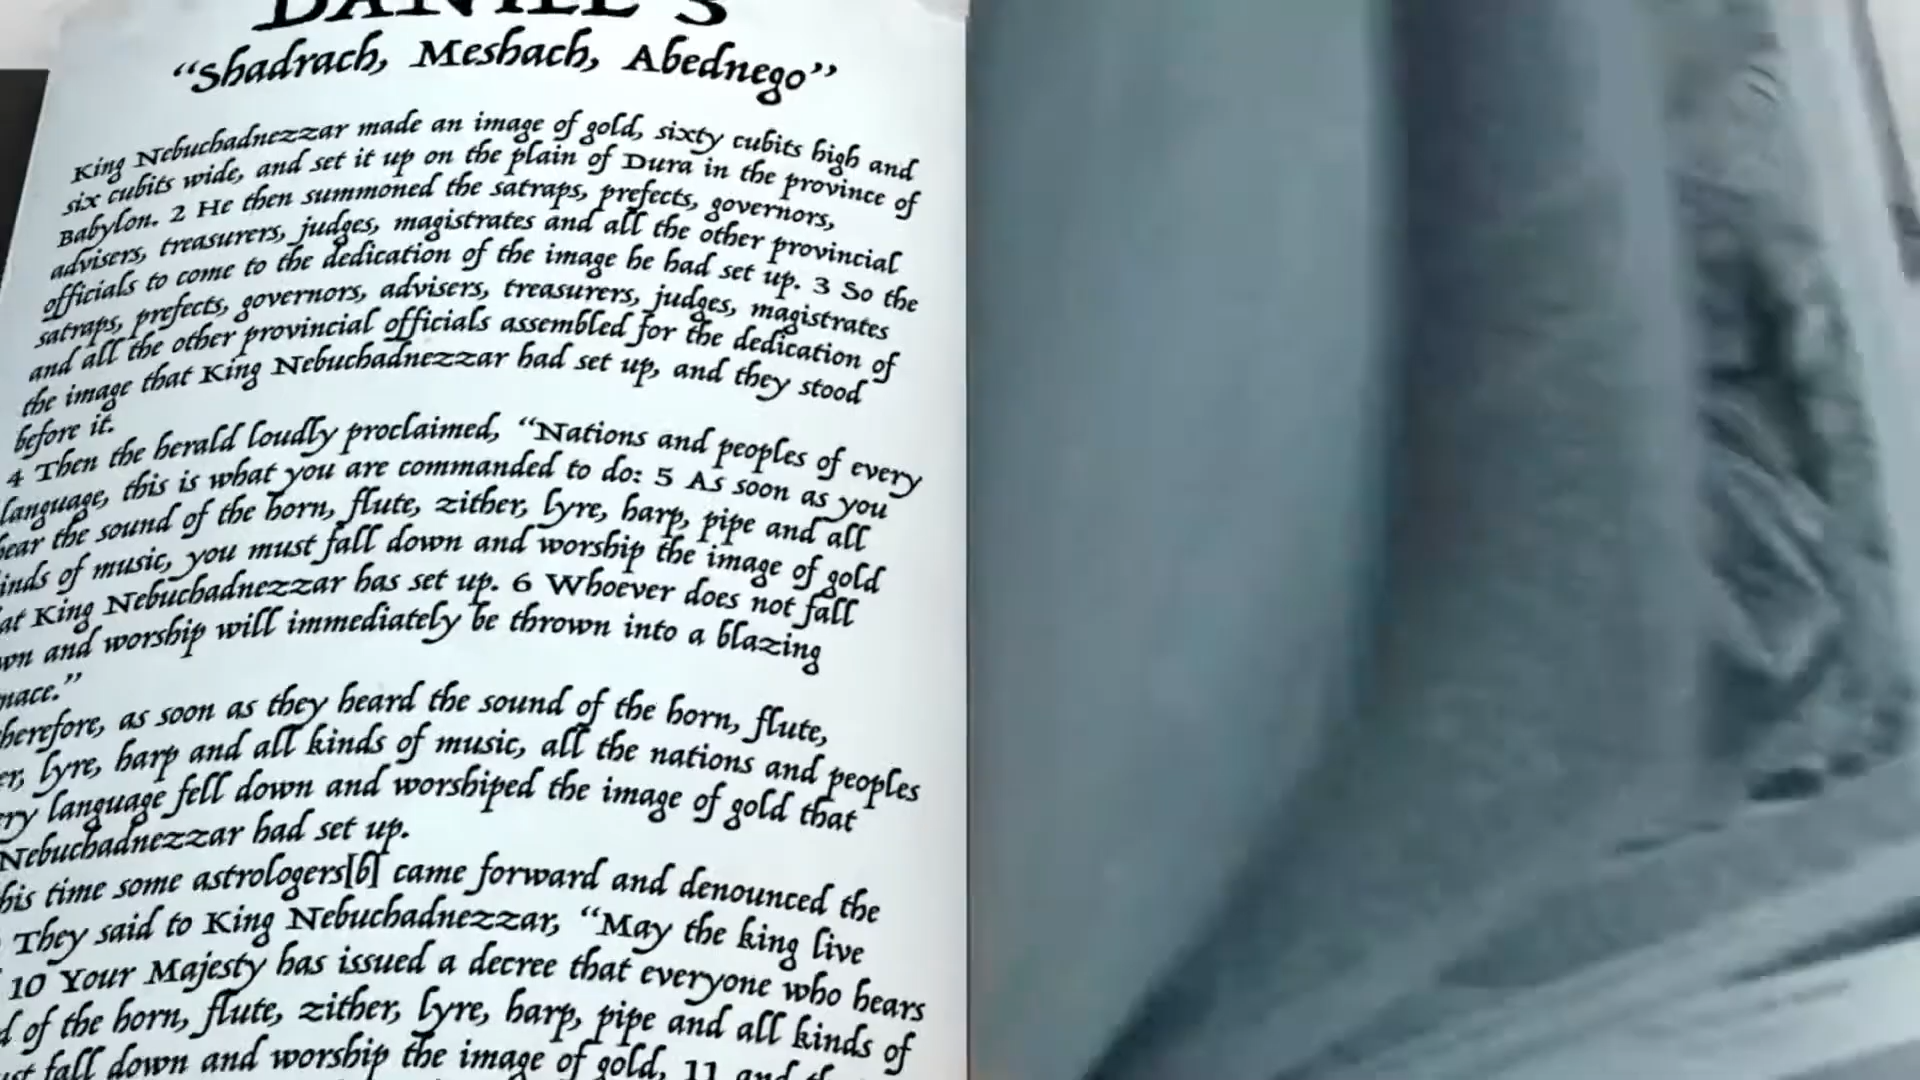 DANIEL 3
“Shadrach, Meshach, Abednego”
King Nebuchadnezzar made an image of gold, sixty cubits high and
six cubits wide, and set it up on the plain of Dura in the province of
Babylon. 2 He then summoned the satraps, prefects, governors,
advisers, treasurers, judges, magistrates and all the other provincial
officials to come to the dedication of the image he had set up. 3 So the
satraps, prefects, governors, advisers, treasurers, judges, magistrates
and all the other provincial officials assembled for the dedication of
the image that King Nebuchadnezzar had set up, and they stood
before it.
4 Then the herald loudly proclaimed, “Nations and peoples of every
language, this is what you are commanded to do: 5 As soon as you
hear the sound of the horn, flute, zither, lyre, harp, pipe and all
kinds of music, you must fall down and worship the image of gold
at King Nebuchadnezzar has set up. 6 Whoever does not fall
wn and worship will immediately be thrown into a blazing
nace.”
herefore, as soon as they heard the sound of the horn, flute,
er, lyre, harp and all kinds of music, all the nations and peoples
ry language fell down and worshiped the image of gold that
Nebuchadnezzar had set up.
his time some astrologers[b] came forward and denounced the
They said to King Nebuchadnezzar, “May the king live
10 Your Majesty has issued a decree that everyone who hears
d of the horn, flute, zither, lyre, harp, pipe and all kinds of
st fall down and worship the image of gold, 11 and